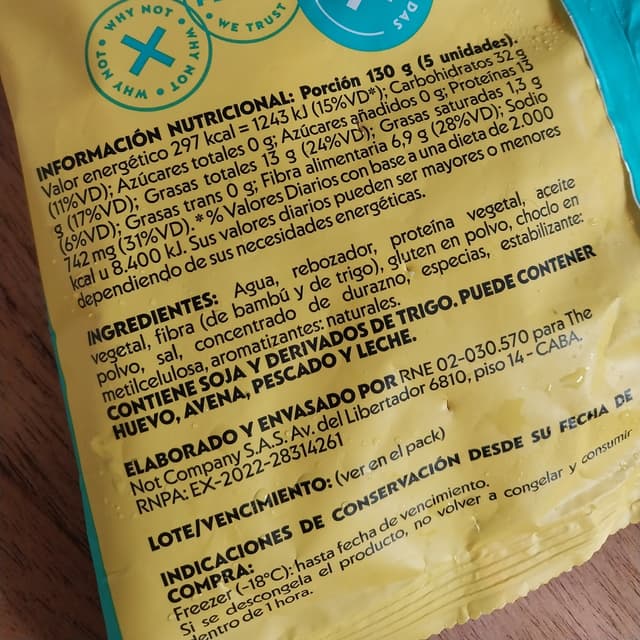 WHY NOT • WHY NOT • WHY NOT •
• WE TRUST
DAS
INFORMACIÓN NUTRICIONAL: Porción 130 g (5 unidades).
Valor energético 297 kcal = 1243 kJ (15%VD*); Carbohidratos 32 g
(11%VD); Azúcares totales 0 g; Azúcares añadidos 0 g; Proteínas 13
g (17%VD); Grasas totales 13 g (24%VD); Grasas saturadas 1,3 g
(6%VD); Grasas trans 0 g; Fibra alimentaria 6,9 g (28%VD); Sodio
742 mg (31%VD). *% Valores Diarios con base a una dieta de 2.000
kcal u 8.400 kJ. Sus valores diarios pueden ser mayores o menores
dependiendo de sus necesidades energéticas.
INGREDIENTES: Agua, rebozador, proteína vegetal, aceite
vegetal, fibra (de bambú y de trigo), gluten en polvo, choclo en
polvo, sal, concentrado de durazno, especias, estabilizante:
metilcelulosa, aromatizantes: naturales.
CONTIENE SOJA Y DERIVADOS DE TRIGO. PUEDE CONTENER
HUEVO, AVENA, PESCADO Y LECHE.
ELABORADO Y ENVASADO POR RNE 02-030.570 para The
Not Company S.A.S: Av. del Libertador 6810, piso 14 - CABA.
RNPA: EX-2022-28314261
LOTE/VENCIMIENTO: (ver en el pack)
INDICACIONES DE CONSERVACIÓN DESDE SU FECHA DE
COMPRA:
Freezer (-18°C): hasta fecha de vencimiento.
Si se descongela el producto, no volver a congelar y consumir
dentro de 1 hora.